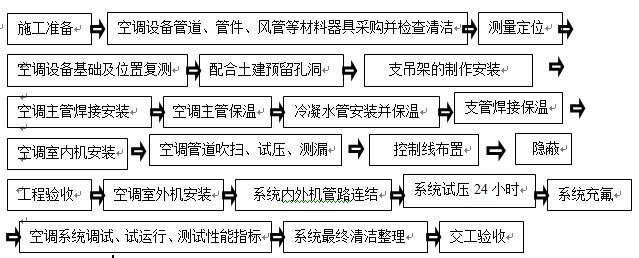 施工准备 空调设备管道、管件、风管等材料器具采购并检查清洁 测量定位
空调设备基础及位置复测 配合土建预留孔洞 支吊架的制作安装
空调主管焊接安装 空调主管保温 冷凝水管安装并保温 支管焊接保温
空调室内机安装 空调管道吹扫、试压、测漏 控制线布置 隐蔽
工程验收 空调室外机安装 系统内外机管路连结 系统试压 24 小时 系统充氟
空调系统调试、试运行、测试性能指标 系统最终清洁整理 交工验收